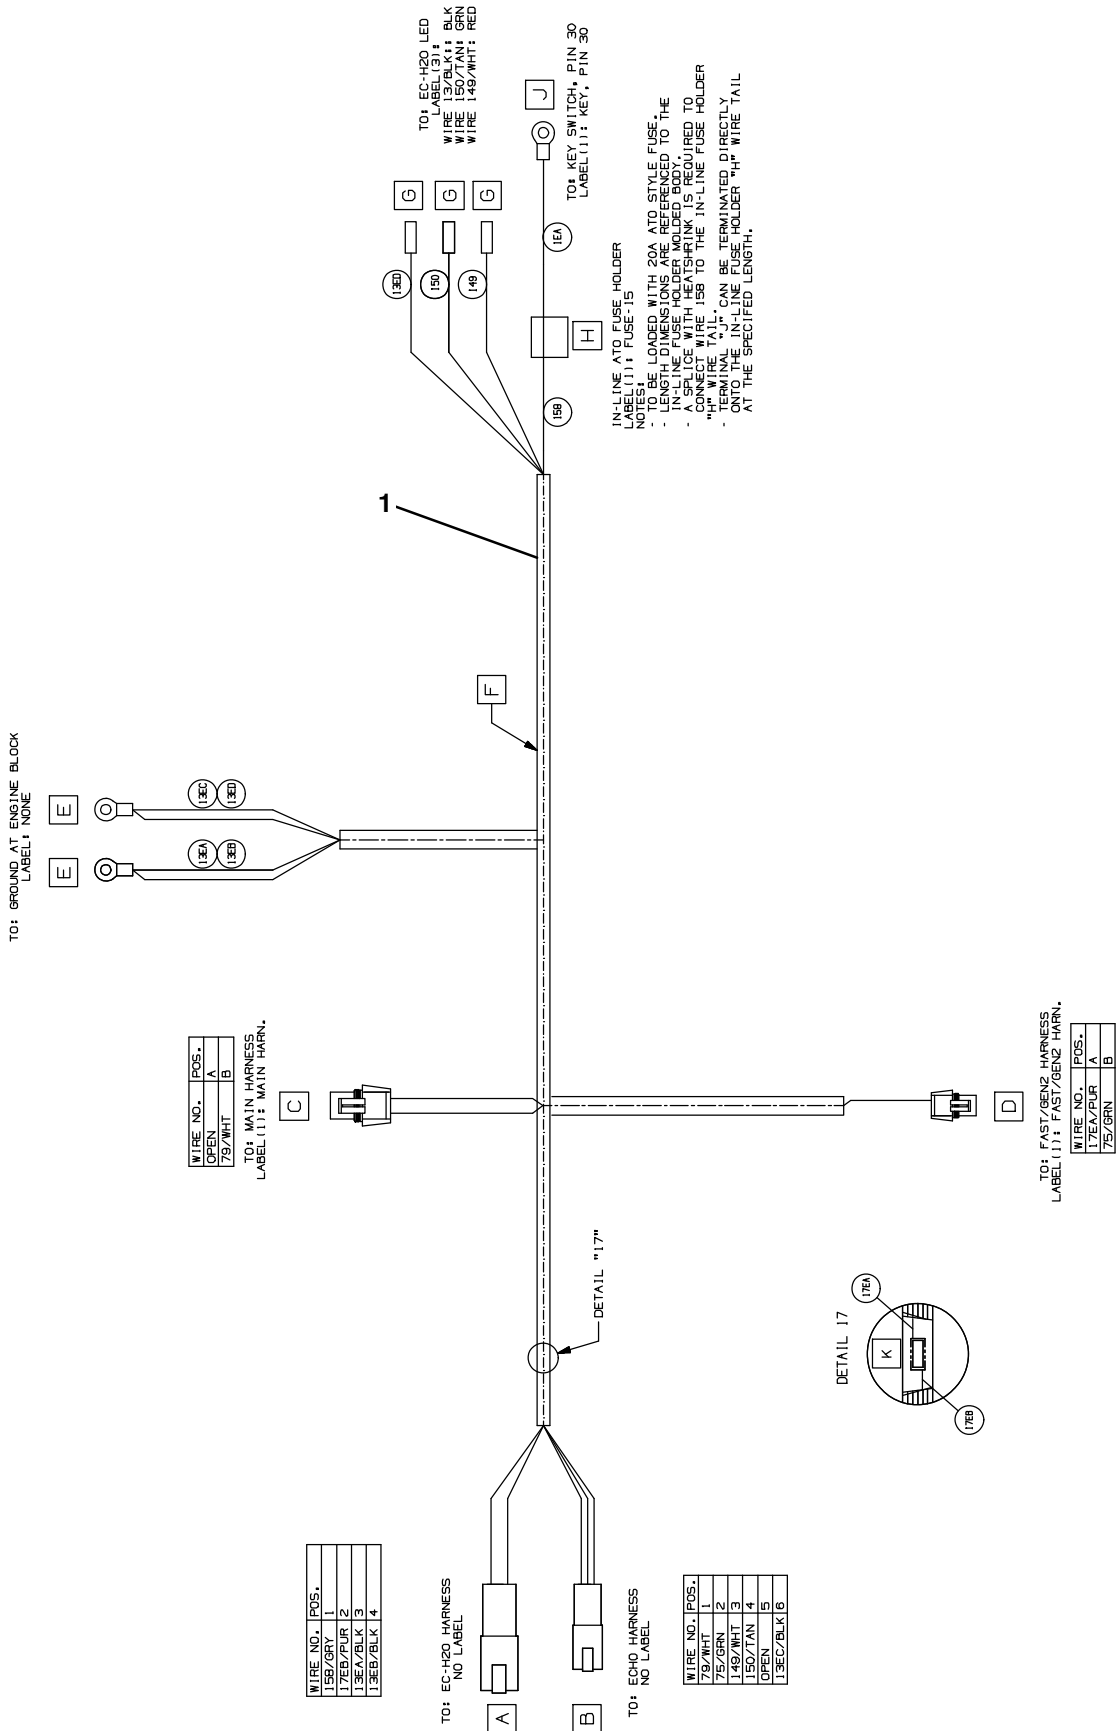 TO: GROUND AT ENGINE BLOCK
LABEL: NONE
E
E
13EC
13ED
13EA
13EB
TO: EC-H2O LED
LABEL(3):
WIRE 13/BLK:: BLK
WIRE 150/TAN: GRN
WIRE 149/WHT: RED
G
G
G
13ED
150
149
J
TO: KEY SWITCH, PIN 30
LABEL(1): KEY, PIN 30
1EA
H
158
IN-LINE ATO FUSE HOLDER
LABEL(1): FUSE-15
NOTES:
- TO BE LOADED WITH 20A ATO STYLE FUSE.
- LENGTH DIMENSIONS ARE REFERENCED TO THE
IN-LINE FUSE HOLDER MOLDED BODY.
- A SPLICE WITH HEATSHRINK IS REQUIRED TO
CONNECT WIRE 15B TO THE IN-LINE FUSE HOLDER
"H" WIRE TAIL.
- TERMINAL "J" CAN BE TERMINATED DIRECTLY
ONTO THE IN-LINE FUSE HOLDER "H" WIRE TAIL
AT THE SPECIFED LENGTH.
1
F
WIRE NO. POS.
OPEN A
79/WHT B
TO: MAIN HARNESS
LABEL(1): MAIN HARN.
C
D
TO: FAST/GEN2 HARNESS
LABEL(1): FAST/GEN2 HARN.
WIRE NO. POS.
17EA/PUR A
75/GRN B
DETAIL "17"
DETAIL 17
K
17EA
17EB
WIRE NO. POS.
15B/GRY 1
17EB/PUR 2
13EA/BLK 3
13EB/BLK 4
TO: EC-H2O HARNESS
NO LABEL
A
B
TO: ECHO HARNESS
NO LABEL
WIRE NO. POS.
79/WHT 1
75/GRN 2
149/WHT 3
150/TAN 4
OPEN 5
13EC/BLK 6